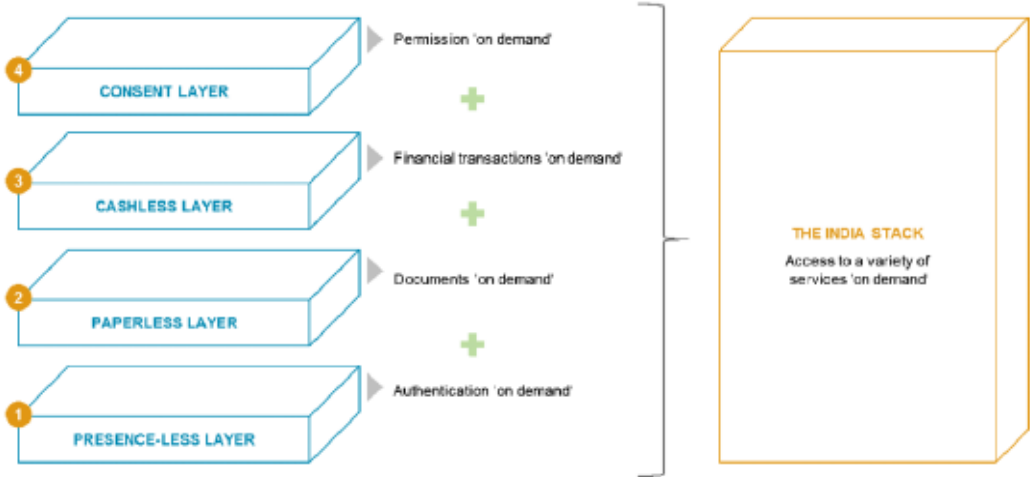 4
CONSENT LAYER
Permission 'on demand'
3
CASHLESS LAYER
Financial transactions 'on demand'
2
PAPERLESS LAYER
Documents 'on demand'
1
PRESENCE-LESS LAYER
Authentication 'on demand'
THE INDIA STACK
Access to a variety of
services 'on demand'